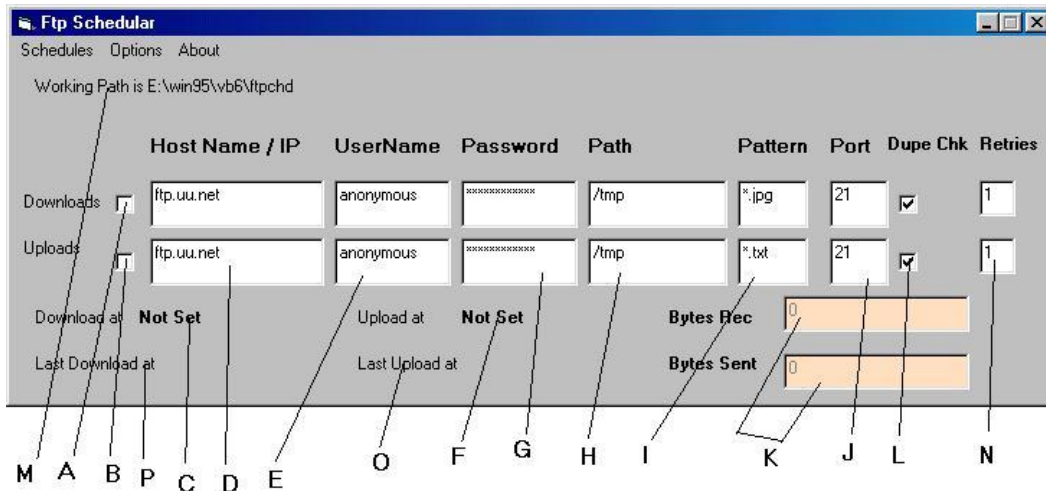 Ftp Schedular
Schedules Options About
Working Path is E:\win95\vb6\ftpchd
Host Name / IP UserName Password Path Pattern Port Dupe Chk Retries
Downloads ftp.uu.net anonymous ************ /tmp *.jpg 21 1
Uploads ftp.uu.net anonymous ************ /tmp *.txt 21 1
Download at Not Set Upload at Not Set Bytes Rec 0
Last Download at Last Upload at Bytes Sent 0
M A B P C D E O F G H I K J L N